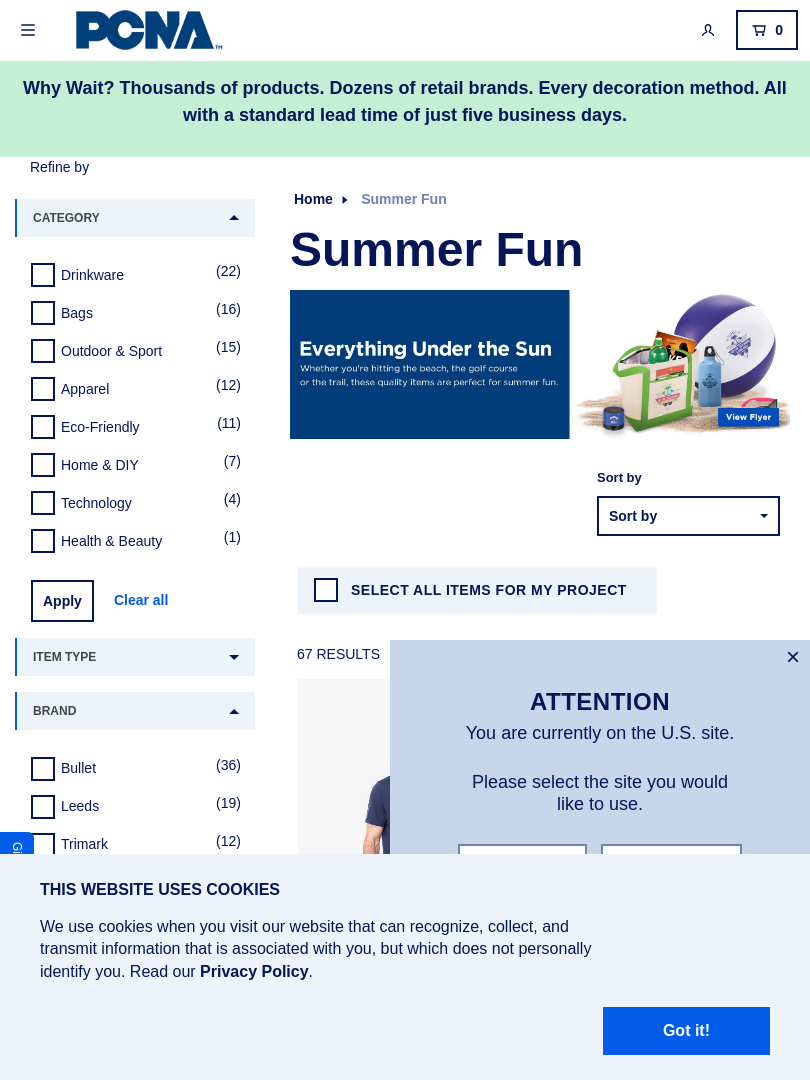 PCNA
TM
0
Why Wait? Thousands of products. Dozens of retail brands. Every decoration method. All
with a standard lead time of just five business days.
Refine by
Home
Summer Fun
CATEGORY
Summer Fun
Drinkware (22)
Bags (16)
Outdoor & Sport (15)
Apparel (12)
Eco-Friendly (11)
Home & DIY (7)
Technology (4)
Health & Beauty (1)
Apply
Clear all
Everything Under the Sun
Whether you're hitting the beach, the golf course
or the trail, these quality items are perfect for summer fun.
View Flyer
Sort by
Sort by
SELECT ALL ITEMS FOR MY PROJECT
67 RESULTS
ITEM TYPE
BRAND
Bullet (36)
Leeds (19)
Trimark (12)
ATTENTION
You are currently on the U.S. site.
Please select the site you would
like to use.
THIS WEBSITE USES COOKIES
We use cookies when you visit our website that can recognize, collect, and
transmit information that is associated with you, but which does not personally
identify you. Read our Privacy Policy.
Got it!